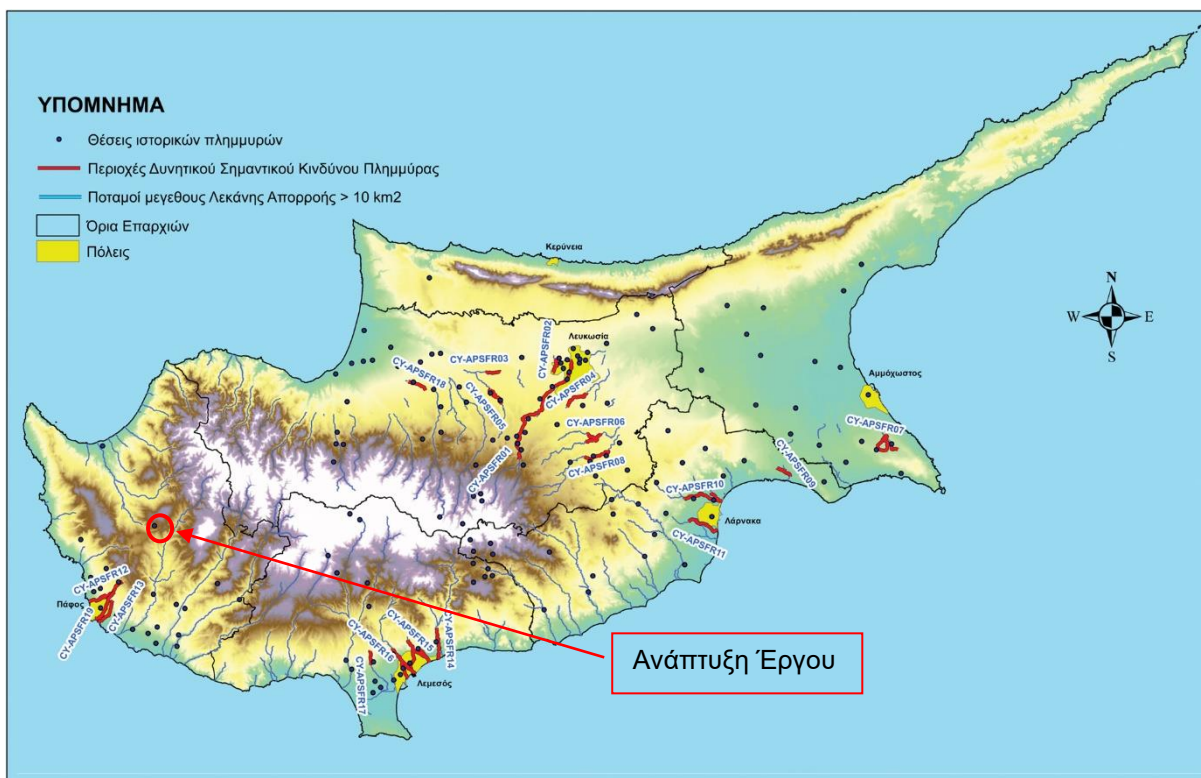 ΥΠΟΜΝΗΜΑ
Θέσεις ιστορικών πλημμυρών
Περιοχές Δυνητικού Σημαντικού Κινδύνου Πλημμύρας
Ποταμοί μεγεθους Λεκάνης Απορροής > 10 km2
Όρια Επαρχιών
Πόλεις
Κερύνεια
N
W
E
S
CY-APSFR02
Λευκωσία
CY-APSFR03
CY-APSFR18
CY-APSFR04
CY-APSFR05
Αμμόχωστος
CY-APSFR06
CY-APSFR07
CY-APSFR01
CY-APSFR08
CY-APSFR09
CY-APSFR10
Λάρνακα
CY-APSFR11
CY-APSFR12
Πάφος
CY-APSFR13
CY-APSFR19
CY-APSFR14
CY-APSFR15
CY-APSFR16
Λεμεσός
CY-APSFR17
Ανάπτυξη Έργου